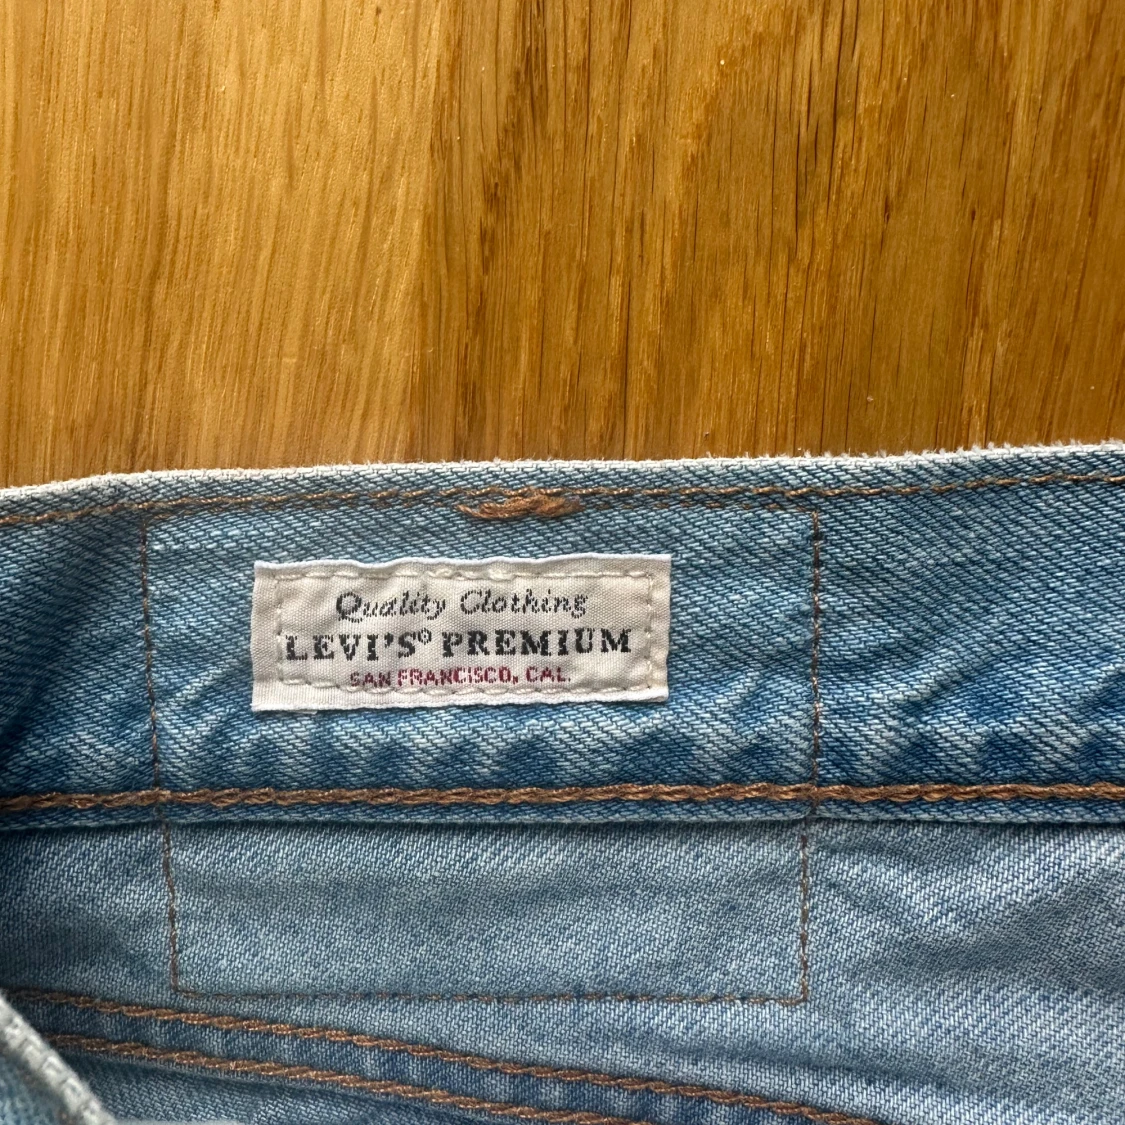 Quality Clothing
LEVI'S® PREMIUM
SAN FRANCISCO, CAL.